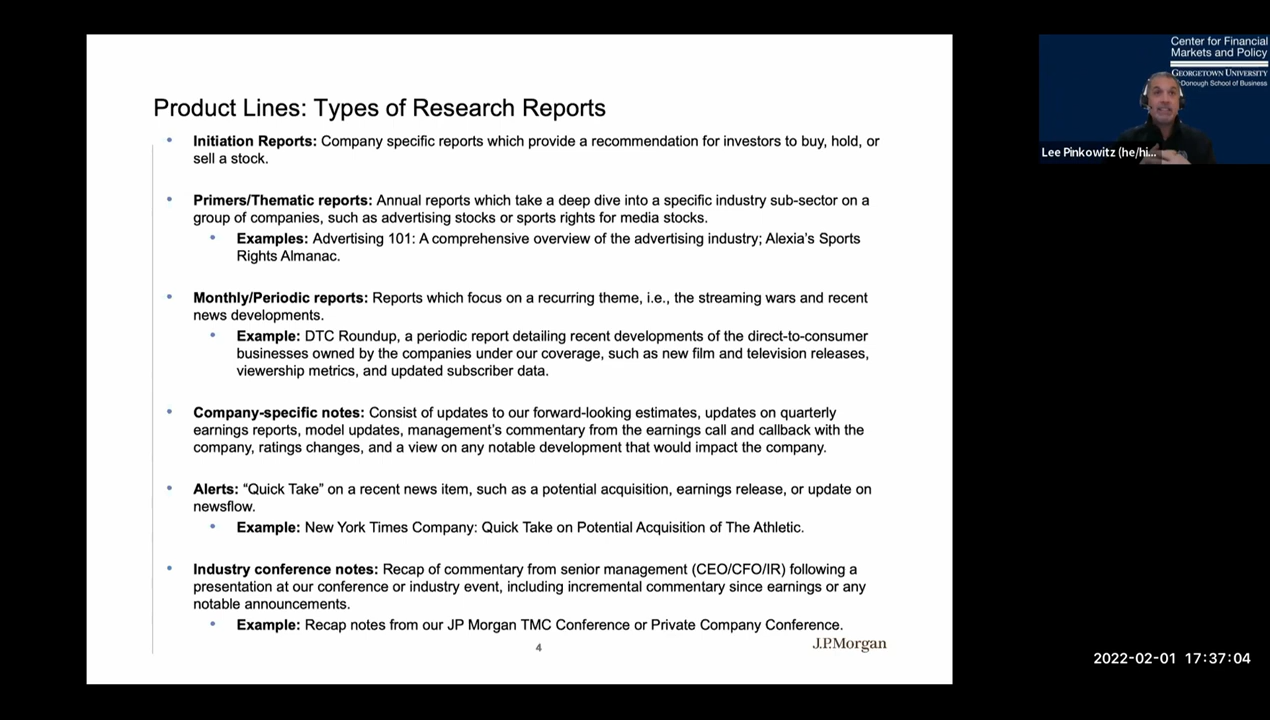 Product Lines: Types of Research Reports
• Initiation Reports: Company specific reports which provide a recommendation for investors to buy, hold, or
sell a stock.
• Primers/Thematic reports: Annual reports which take a deep dive into a specific industry sub-sector on a
group of companies, such as advertising stocks or sports rights for media stocks.
• Examples: Advertising 101: A comprehensive overview of the advertising industry; Alexia's Sports
Rights Almanac.
• Monthly/Periodic reports: Reports which focus on a recurring theme, i.e., the streaming wars and recent
news developments.
• Example: DTC Roundup, a periodic report detailing recent developments of the direct-to-consumer
businesses owned by the companies under our coverage, such as new film and television releases,
viewership metrics, and updated subscriber data.
• Company-specific notes: Consist of updates to our forward-looking estimates, updates on quarterly
earnings reports, model updates, management's commentary from the earnings call and callback with the
company, ratings changes, and a view on any notable development that would impact the company.
• Alerts: “Quick Take” on a recent news item, such as a potential acquisition, earnings release, or update on
newsflow.
• Example: New York Times Company: Quick Take on Potential Acquisition of The Athletic.
• Industry conference notes: Recap of commentary from senior management (CEO/CFO/IR) following a
presentation at our conference or industry event, including incremental commentary since earnings or any
notable announcements.
• Example: Recap notes from our JP Morgan TMC Conference or Private Company Conference.
4
J.P.Morgan
Center for Financial
Markets and Policy
GEORGETOWN UNIVERSITY
Donough School of Business
Lee Pinkowitz (he/hi...
2022-02-01 17:37:04